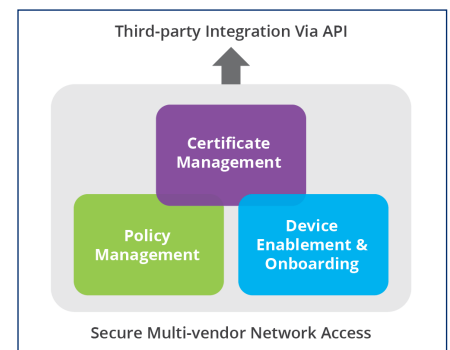 Third-party Integration Via API
Certificate
Management
Policy
Management
Device
Enablement &
Onboarding
Secure Multi-vendor Network Access